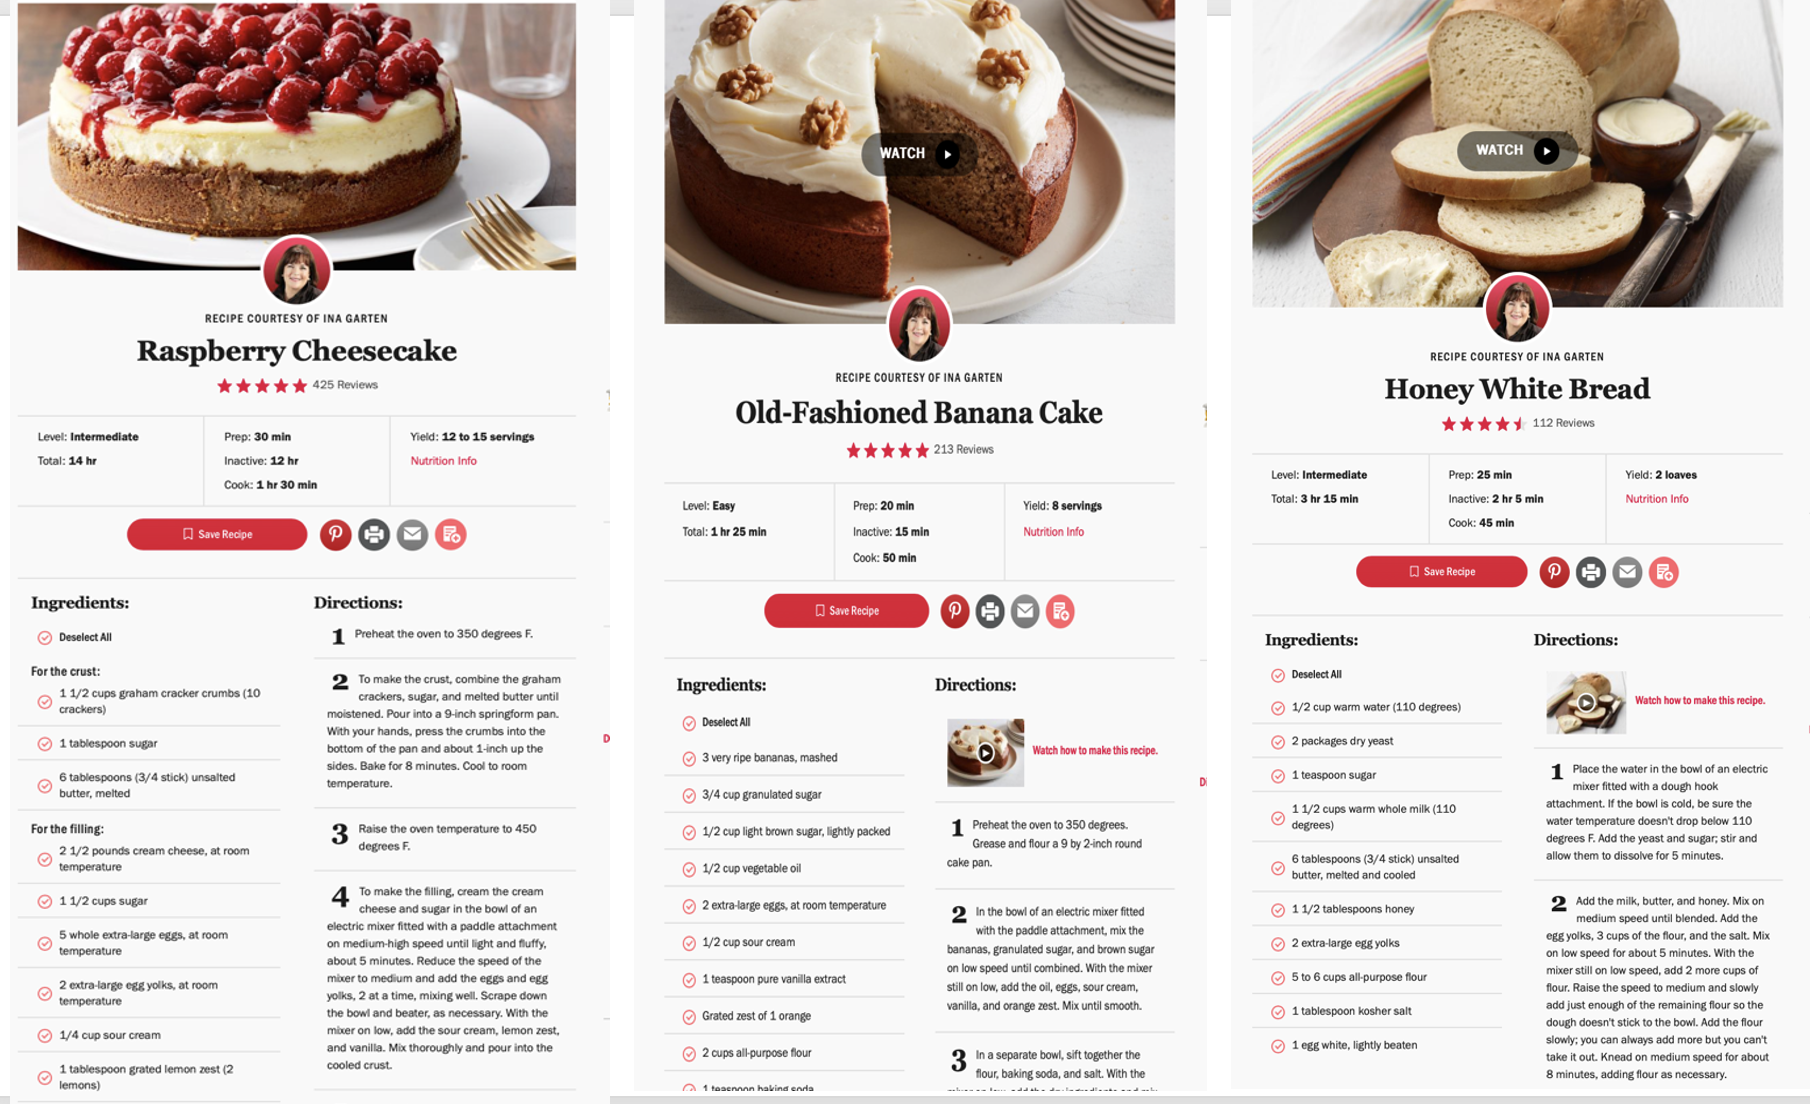 RECIPE COURTESY OF INA GARTEN
Raspberry Cheesecake
425 Reviews
Level: Intermediate
Total: 14 hr
Prep: 30 min
Inactive: 12 hr
Cook: 1 hr 30 min
Yield: 12 to 15 servings
Nutrition Info
Save Recipe
Ingredients:
Deselect All
For the crust:
1 1/2 cups graham cracker crumbs (10
crackers)
1 tablespoon sugar
6 tablespoons (3/4 stick) unsalted
butter, melted
For the filling:
2 1/2 pounds cream cheese, at room
temperature
1 1/2 cups sugar
5 whole extra-large eggs, at room
temperature
2 extra-large egg yolks, at room
temperature
1/4 cup sour cream
1 tablespoon grated lemon zest (2
lemons)
Directions:
1 Preheat the oven to 350 degrees F.
2 To make the crust, combine the graham
crackers, sugar, and melted butter until
moistened. Pour into a 9-inch springform pan.
With your hands, press the crumbs into the
bottom of the pan and about 1-inch up the
sides. Bake for 8 minutes. Cool to room
temperature.
3 Raise the oven temperature to 450
degrees F.
4 To make the filling, cream the cream
cheese and sugar in the bowl of an
electric mixer fitted with a paddle attachment
on medium-high speed until light and fluffy,
about 5 minutes. Reduce the speed of the
mixer to medium and add the eggs and egg
yolks, 2 at a time, mixing well. Scrape down
the bowl and beater, as necessary. With the
mixer on low, add the sour cream, lemon zest,
and vanilla. Mix thoroughly and pour into the
cooled crust.
WATCH
RECIPE COURTESY OF INA GARTEN
Old-Fashioned Banana Cake
213 Reviews
Level: Easy
Total: 1 hr 25 min
Prep: 20 min
Inactive: 15 min
Cook: 50 min
Yield: 8 servings
Nutrition Info
Save Recipe
Ingredients:
Deselect All
3 very ripe bananas, mashed
3/4 cup granulated sugar
1/2 cup light brown sugar, lightly packed
1/2 cup vegetable oil
2 extra-large eggs, at room temperature
1/2 cup sour cream
1 teaspoon pure vanilla extract
Grated zest of 1 orange
2 cups all-purpose flour
1 teaspoon baking soda
Directions:
Watch how to make this recipe.
1 Preheat the oven to 350 degrees.
Grease and flour a 9 by 2-inch round
cake pan.
2 In the bowl of an electric mixer fitted
with the paddle attachment, mix the
bananas, granulated sugar, and brown sugar
on low speed until combined. With the mixer
still on low, add the oil, eggs, sour cream,
vanilla, and orange zest. Mix until smooth.
3 In a separate bowl, sift together the
flour, baking soda, and salt. With the
mixer on low, add the dry ingredients and mix
WATCH
RECIPE COURTESY OF INA GARTEN
Honey White Bread
112 Reviews
Level: Intermediate
Total: 3 hr 15 min
Prep: 25 min
Inactive: 2 hr 5 min
Cook: 45 min
Yield: 2 loaves
Nutrition Info
Save Recipe
Ingredients:
Deselect All
1/2 cup warm water (110 degrees)
2 packages dry yeast
1 teaspoon sugar
1 1/2 cups warm whole milk (110
degrees)
6 tablespoons (3/4 stick) unsalted
butter, melted and cooled
1 1/2 tablespoons honey
2 extra-large egg yolks
5 to 6 cups all-purpose flour
1 tablespoon kosher salt
1 egg white, lightly beaten
Directions:
Watch how to make this recipe.
1 Place the water in the bowl of an electric
mixer fitted with a dough hook
attachment. If the bowl is cold, be sure the
water temperature doesn't drop below 110
degrees F. Add the yeast and sugar; stir and
allow them to dissolve for 5 minutes.
2 Add the milk, butter, and honey. Mix on
medium speed until blended. Add the
egg yolks, 3 cups of the flour, and the salt. Mix
on low speed for about 5 minutes. With the
mixer still on low speed, add 2 more cups of
flour. Raise the speed to medium and slowly
add just enough of the remaining flour so the
dough doesn't stick to the bowl. Add the flour
slowly; you can always add more but you can't
take it out. Knead on medium speed for about
8 minutes, adding flour as necessary.